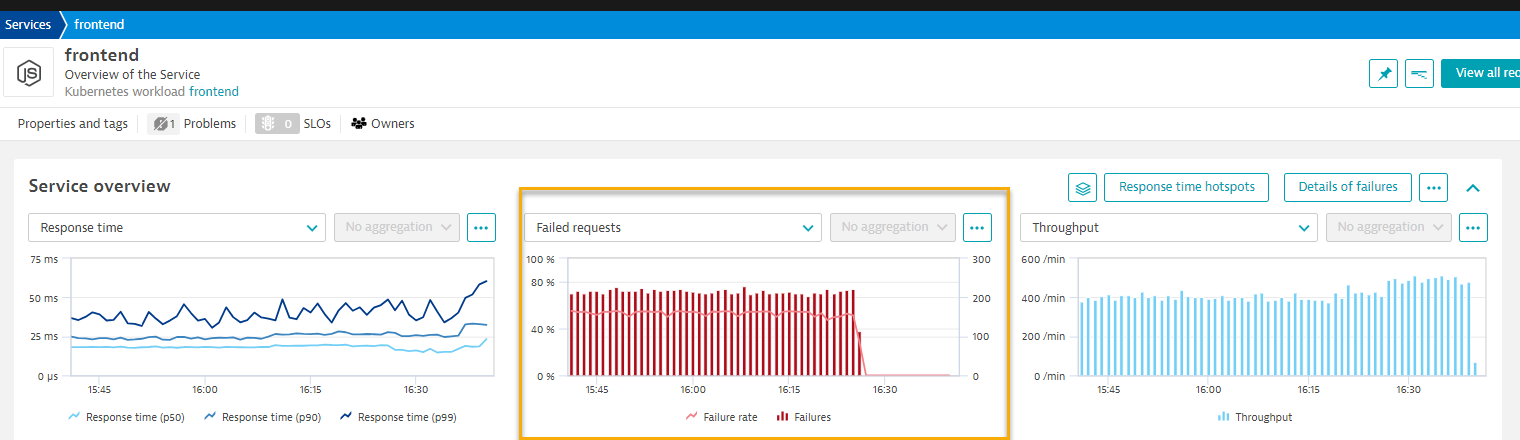 Services frontend
frontend
JS
Overview of the Service
Kubernetes workload frontend
View all req
Properties and tags 1 Problems 0 SLOs Owners
Service overview
Response time hotspots Details of failures ...
Response time No aggregation ...
75 ms
50 ms
25 ms
0 µs
15:45 16:00 16:15 16:30
Response time (p50) Response time (p90) Response time (p99)
Failed requests No aggregation ...
100 % 300
80 %
200
40 % 100
0 % 0
15:45 16:00 16:15 16:30
Failure rate Failures
Throughput No aggregation ...
600 /min
400 /min
200 /min
0 /min
15:45 16:00 16:15 16:30
Throughput